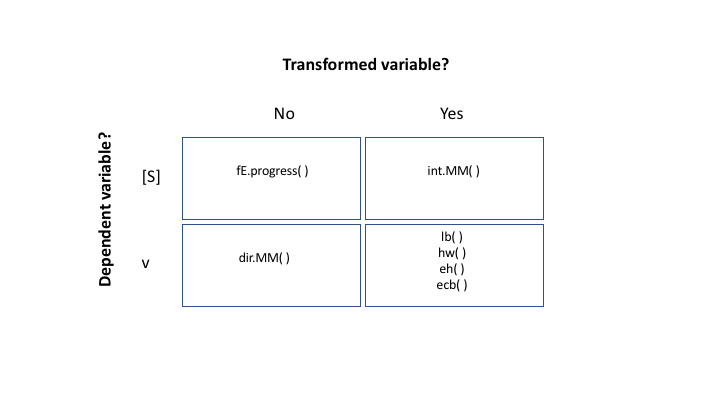 Transformed variable?
No Yes
Dependent variable?
[S] fE.progress( ) int.MM( )
v dir.MM( )
lb( )
hw( )
eh( )
ecb( )